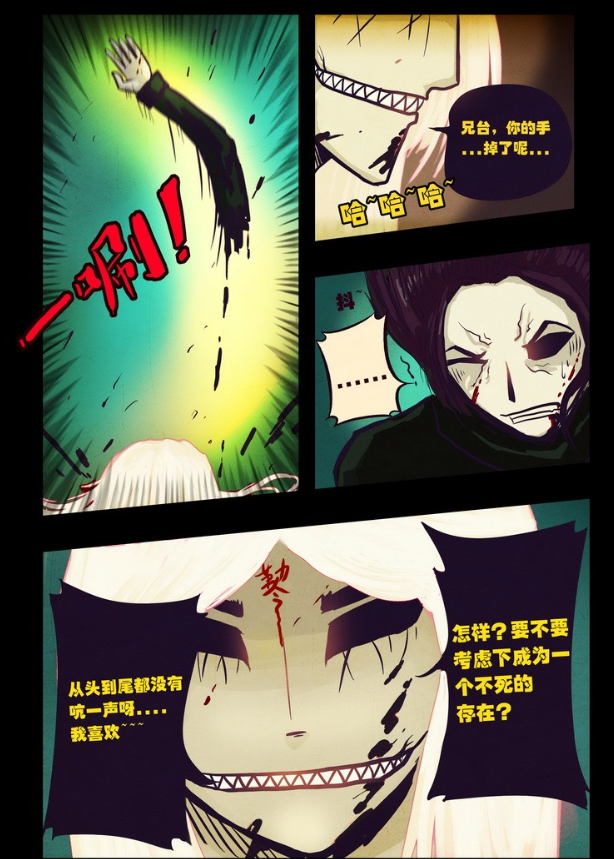 一唰！
兄台，你的手
...掉了呢...
哈~哈~哈~
抖~
......
怎样？要不要
考虑下成为一
个不死的
存在？
从头到尾都没有
吭一声呀....
我喜欢~~~